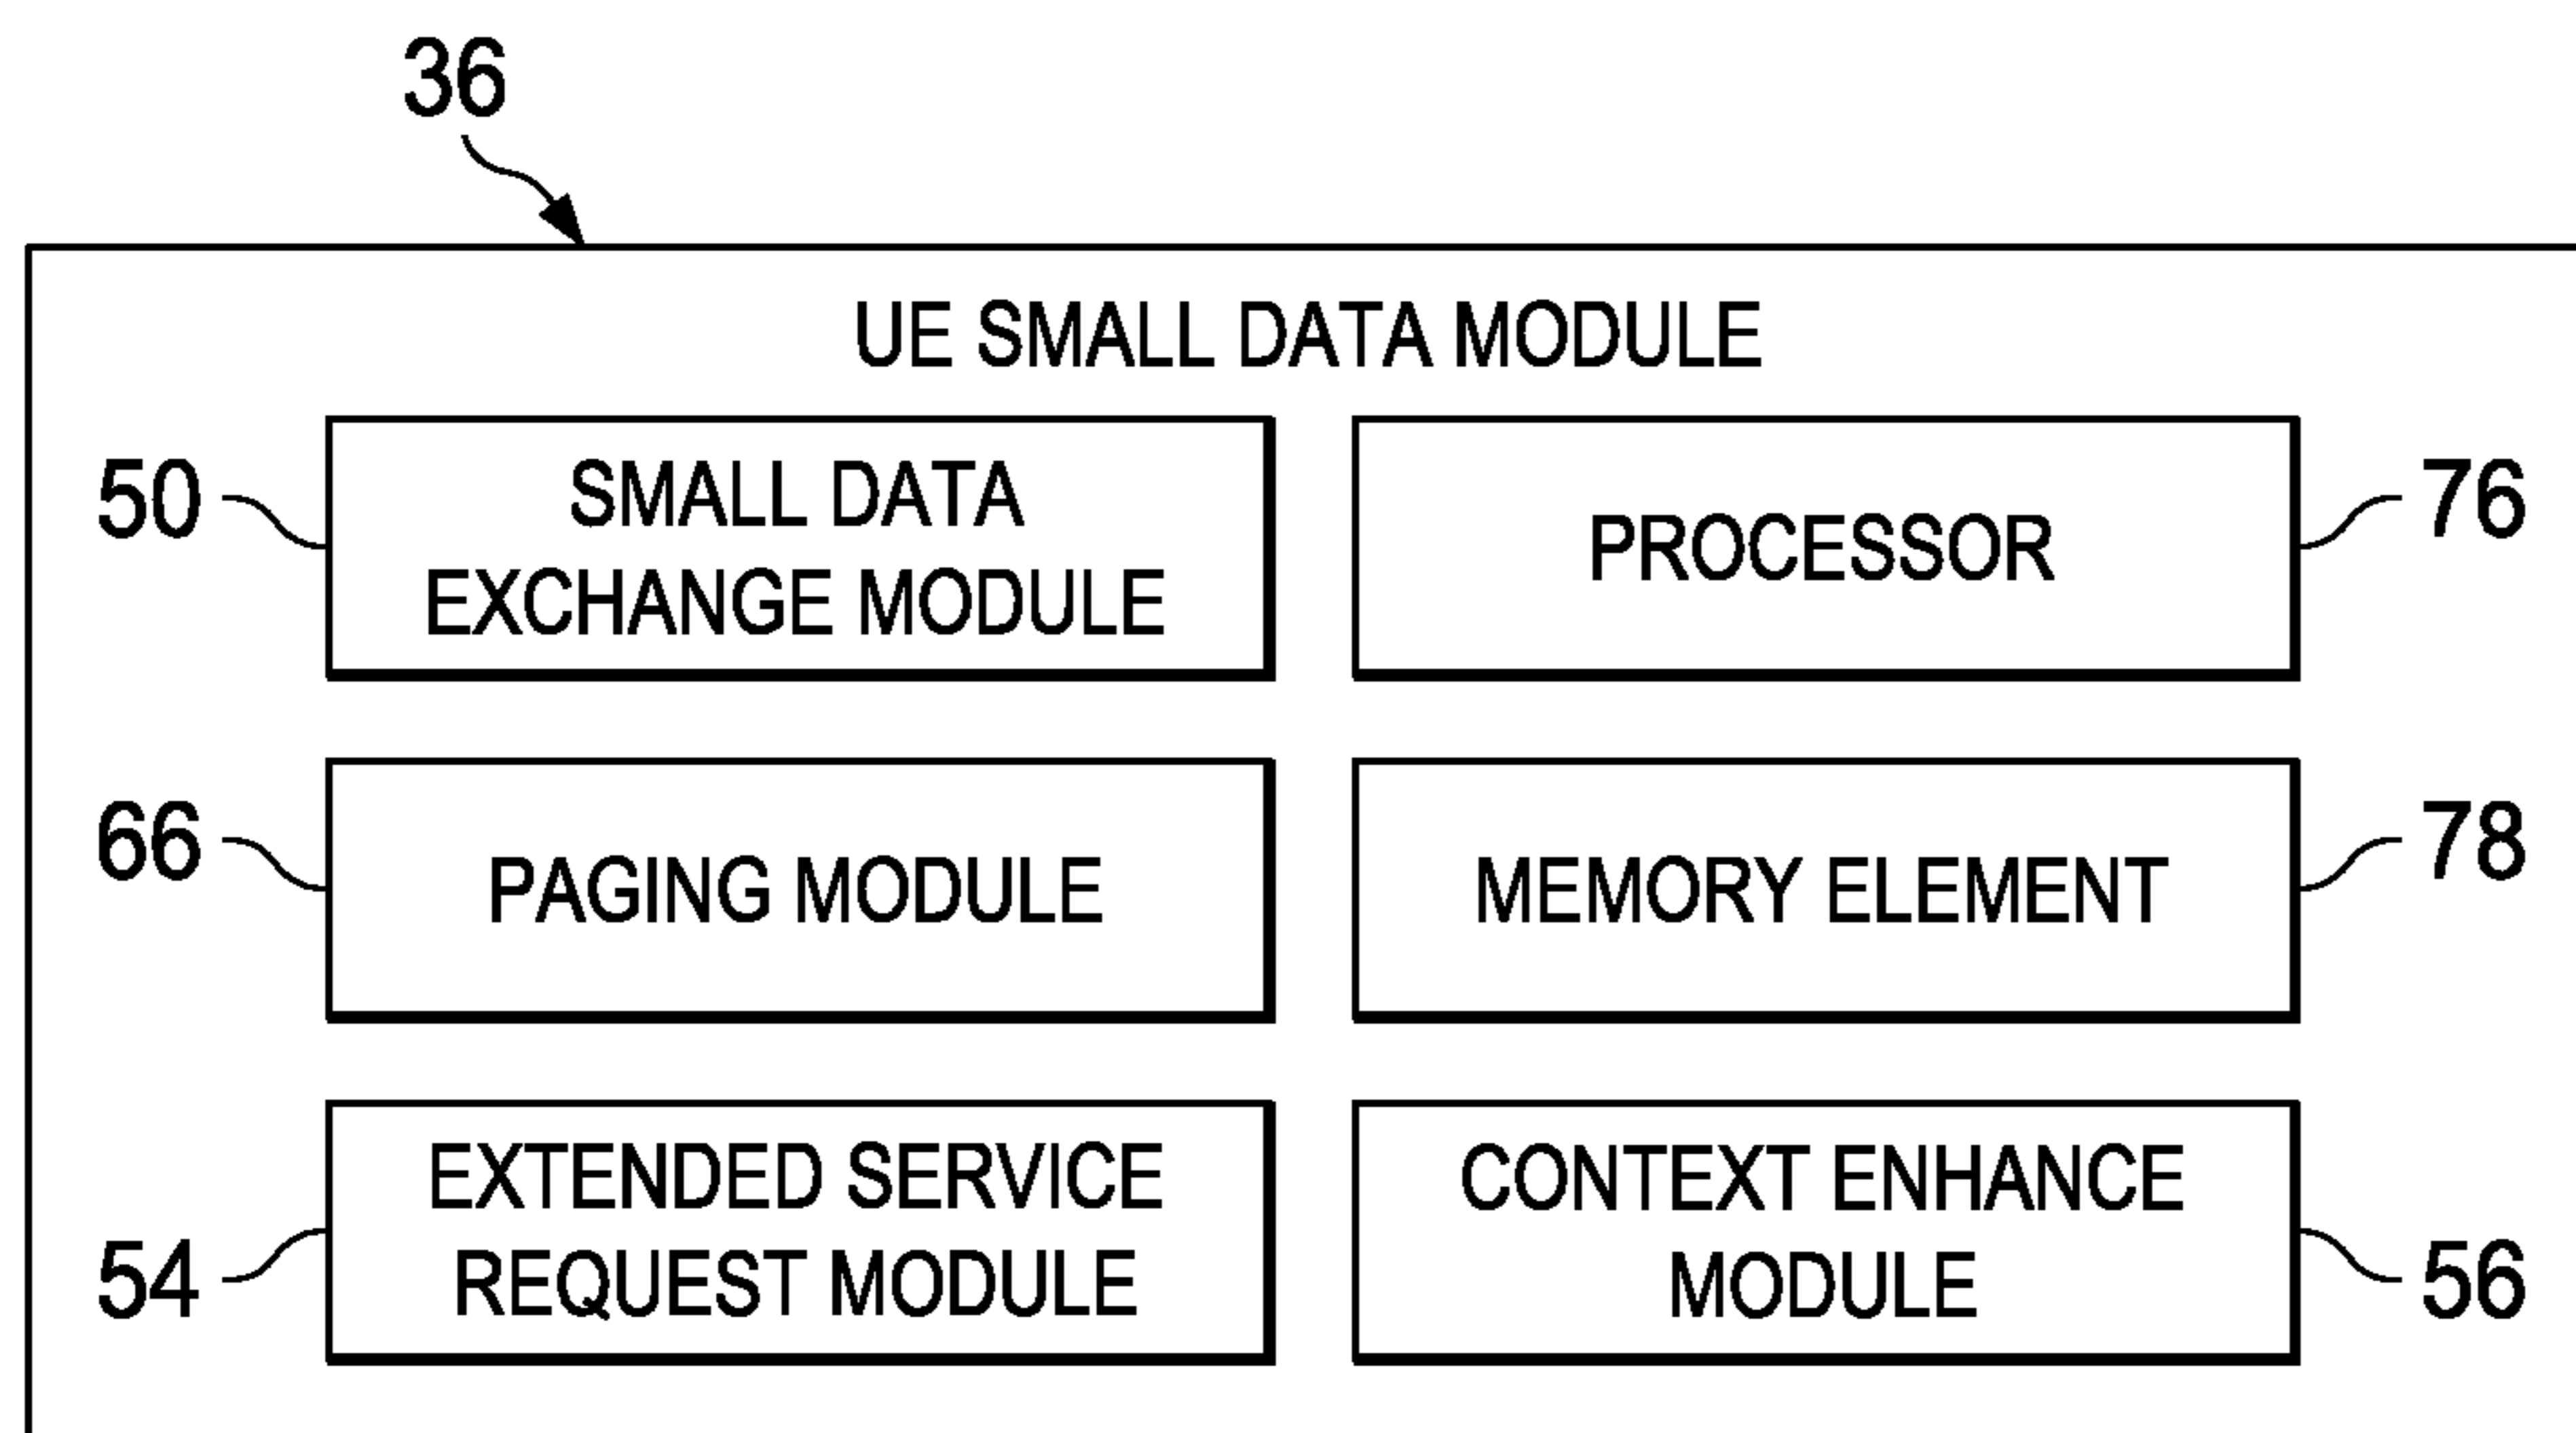 36
UE SMALL DATA MODULE
50
SMALL DATA
EXCHANGE MODULE
PROCESSOR
76
66
PAGING MODULE
MEMORY ELEMENT
78
54
EXTENDED SERVICE
REQUEST MODULE
CONTEXT ENHANCE
MODULE
56